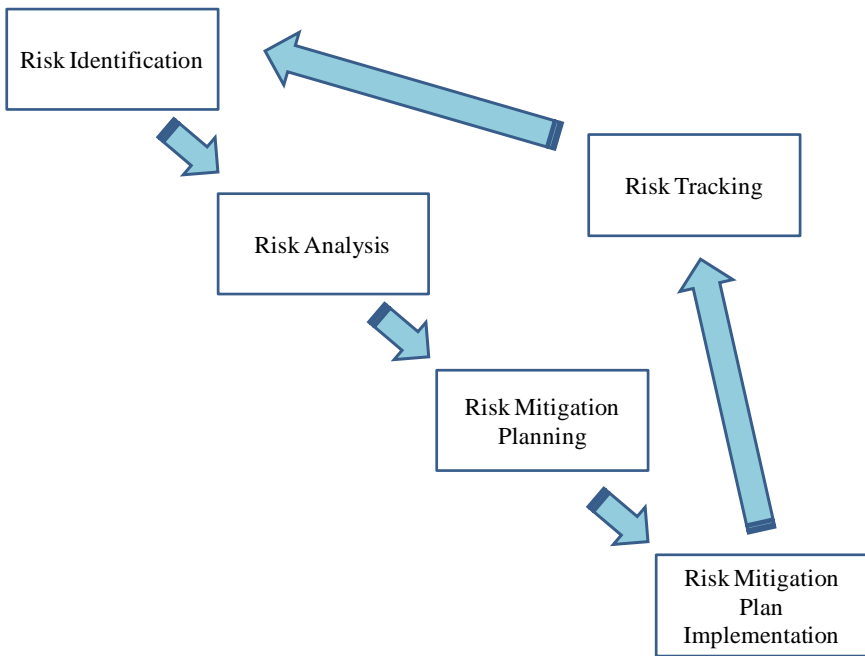 Risk Identification
Risk Tracking
Risk Analysis
Risk Mitigation
Planning
Risk Mitigation
Plan
Implementation